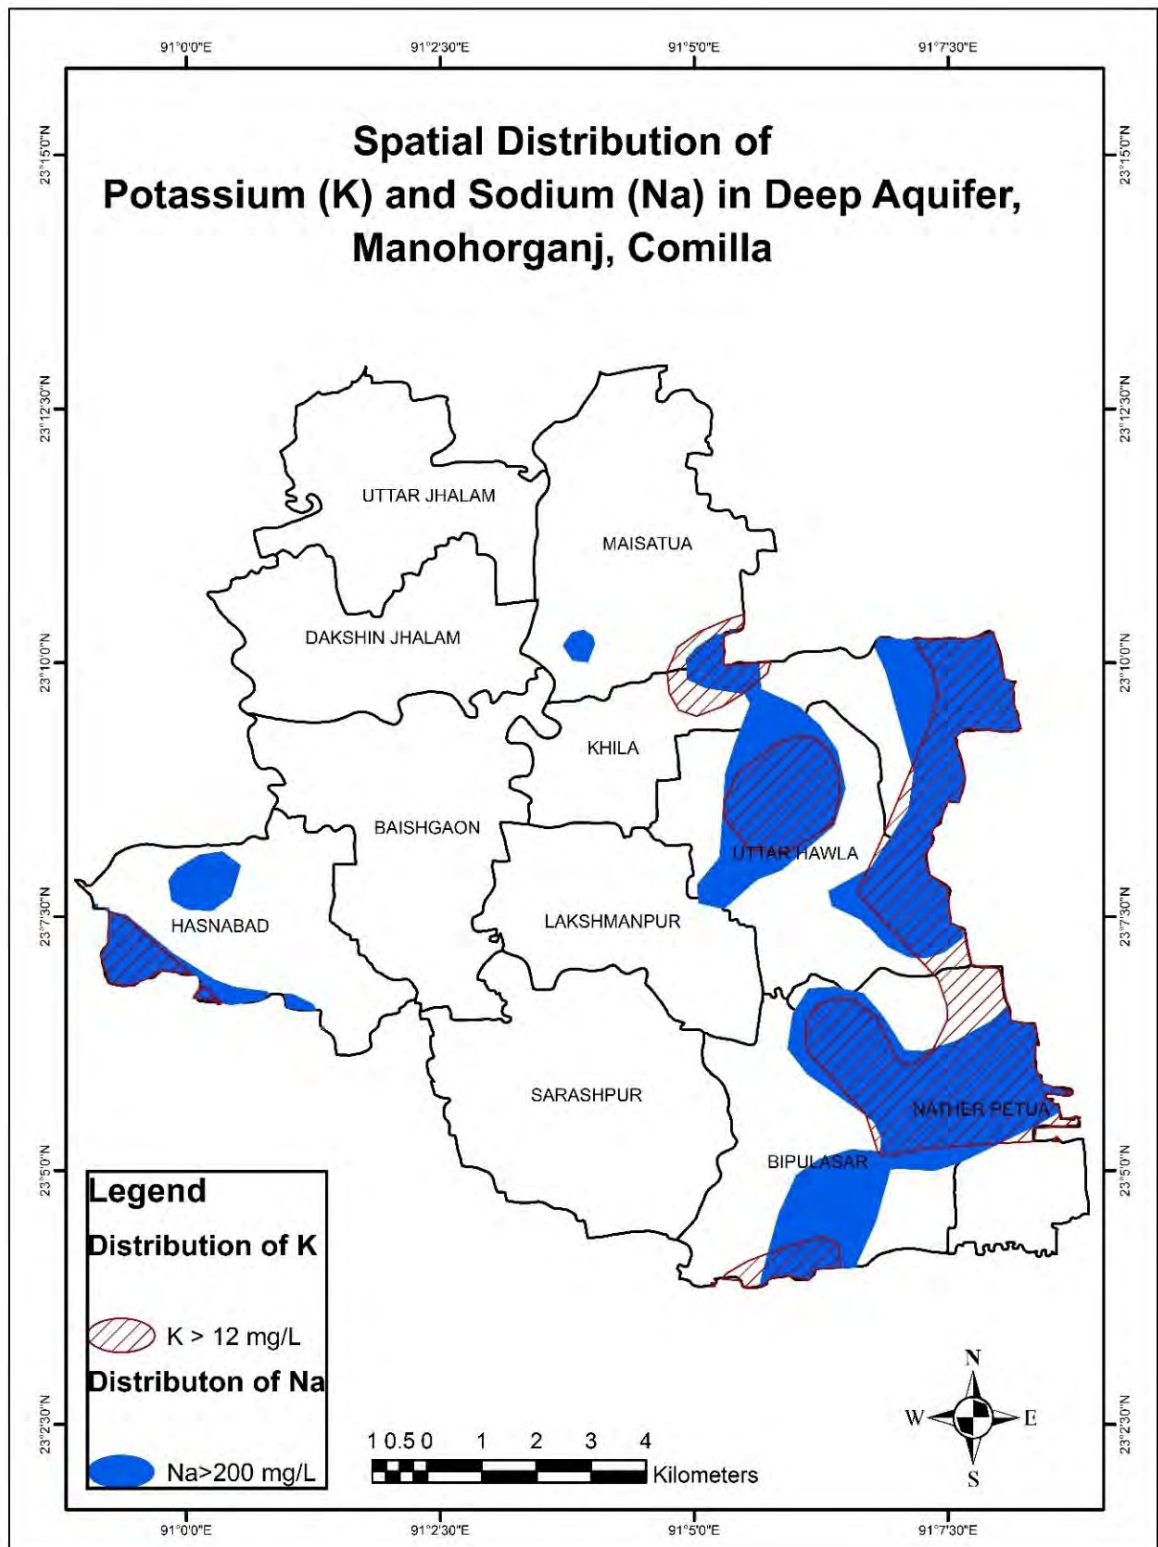 91°0'0"E 91°2'30"E 91°5'0"E 91°7'30"E
Spatial Distribution of
Potassium (K) and Sodium (Na) in Deep Aquifer,
Manohorganj, Comilla
23°15'0"N 23°15'0"N
23°12'30"N 23°12'30"N
UTTAR JHALAM
MAISATUA
DAKSHIN JHALAM
23°10'0"N 23°10'0"N
KHILA
BAISHGAON
UTTAR HAWLA
HASNABAD
LAKSHMANPUR
23°7'30"N 23°7'30"N
SARASHPUR
NATHER PETUA
BIPULASAR
23°5'0"N 23°5'0"N
Legend
Distribution of K
K > 12 mg/L
Distributon of Na
Na>200 mg/L
23°2'30"N 23°2'30"N
N
W E
S
1 0.5 0 1 2 3 4
Kilometers
91°0'0"E 91°2'30"E 91°5'0"E 91°7'30"E